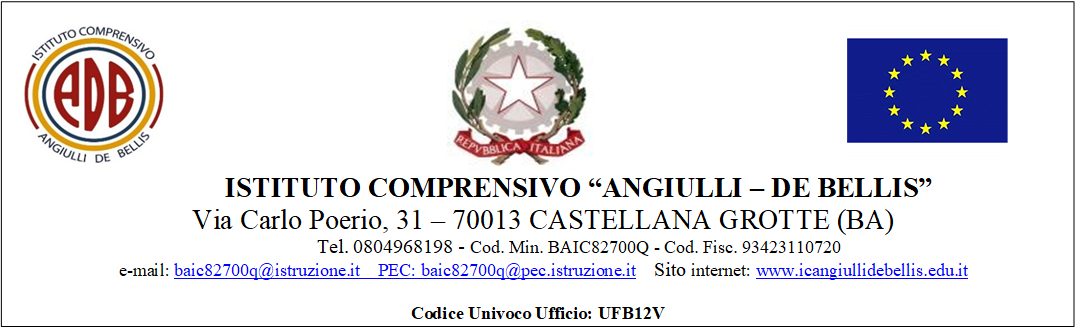 ISTITUTO COMPRENSIVO
ADB
ANGIULLI DE BELLIS
REPVBBLICA ITALIANA
ISTITUTO COMPRENSIVO “ANGIULLI – DE BELLIS”
Via Carlo Poerio, 31 – 70013 CASTELLANA GROTTE (BA)
Tel. 0804968198 - Cod. Min. BAIC82700Q - Cod. Fisc. 93423110720
e-mail: baic82700q@istruzione.it PEC: baic82700q@pec.istruzione.it Sito internet: www.icangiullidebellis.edu.it
Codice Univoco Ufficio: UFB12V